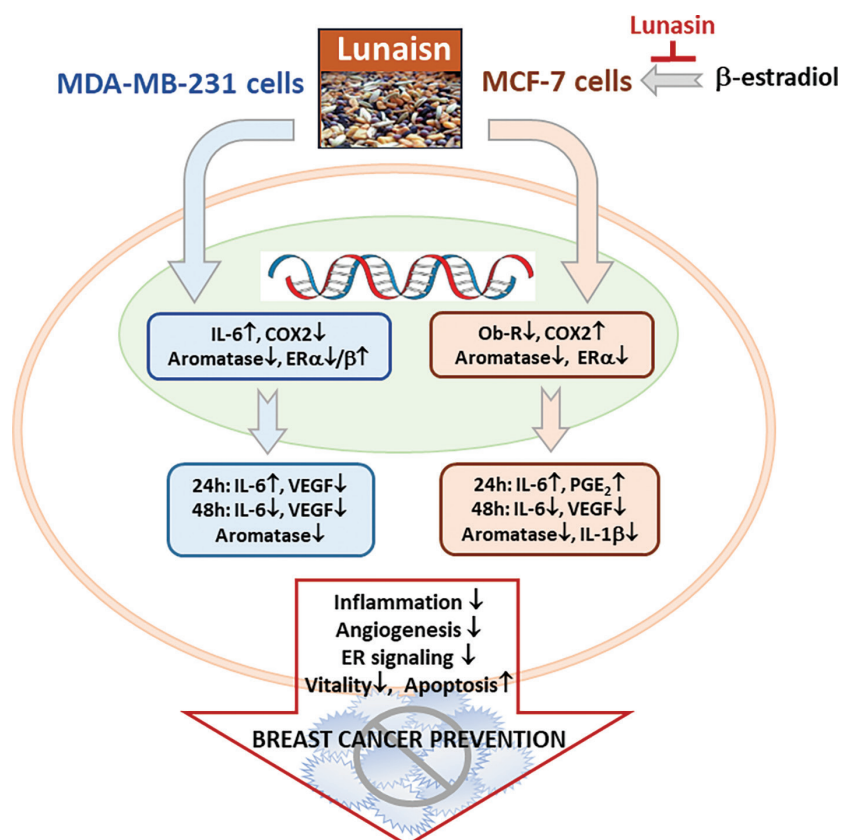 Lunasin
Lunaisn
MDA-MB-231 cells
MCF-7 cells
β-estradiol
IL-6↑, COX2↓
Aromatase↓, ERα↓/β↑
Ob-R↓, COX2↑
Aromatase↓, ERα↓
24h: IL-6↑, VEGF↓
48h: IL-6↓, VEGF↓
Aromatase↓
24h: IL-6↑, PGE₂↑
48h: IL-6↓, VEGF↓
Aromatase↓, IL-1β↓
Inflammation ↓
Angiogenesis ↓
ER signaling ↓
Vitality↓, Apoptosis↑
BREAST CANCER PREVENTION